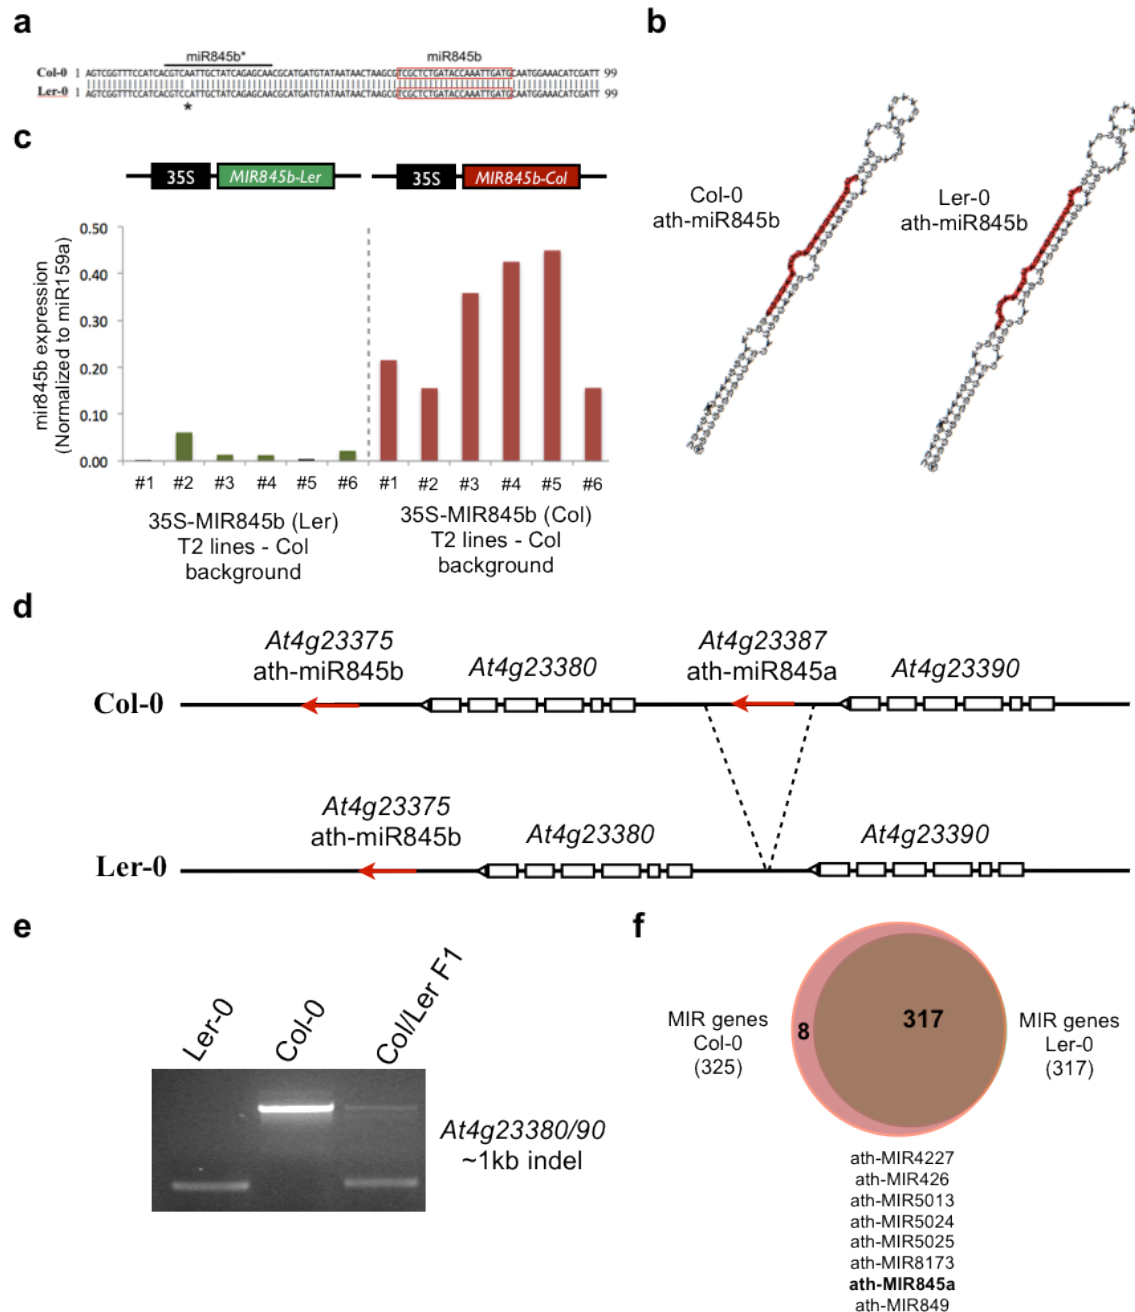 a
miR845b*
miR845b
Col-0 1 AGTCGGTTTCCATCACGTCAATTGCTATCAGAGCAACGCATGATGTATAATAACTAAGCGTCGCTCTGATACCAAATTGATGCAATGGAAACATCGATT 99
Ler-0 1 AGTCGGTTTCCATCACGTCCATTGCTATCAGAGCAACGCATGATGTATAATAACTAAGCGTCGCTCTGATACCAAATTGATGCAATGGAAACATCGATT 99
*
b
Col-0
ath-miR845b
Ler-0
ath-miR845b
c
35S MIR845b-Ler
35S MIR845b-Col
mir845b expression
(Normalized to miR159a)
0.50
0.40
0.30
0.20
0.10
0.00
#1 #2 #3 #4 #5 #6 #1 #2 #3 #4 #5 #6
35S-MIR845b (Ler)
T2 lines - Col
background
35S-MIR845b (Col)
T2 lines - Col
background
d
At4g23375
ath-miR845b
At4g23380
At4g23387
ath-miR845a
At4g23390
Col-0
At4g23375
ath-miR845b
At4g23380
At4g23390
Ler-0
e
Ler-0
Col-0
Col/Ler F1
At4g23380/90
~1kb indel
f
MIR genes
Col-0
(325)
8
317
MIR genes
Ler-0
(317)
ath-MIR4227
ath-MIR426
ath-MIR5013
ath-MIR5024
ath-MIR5025
ath-MIR8173
ath-MIR845a
ath-MIR849